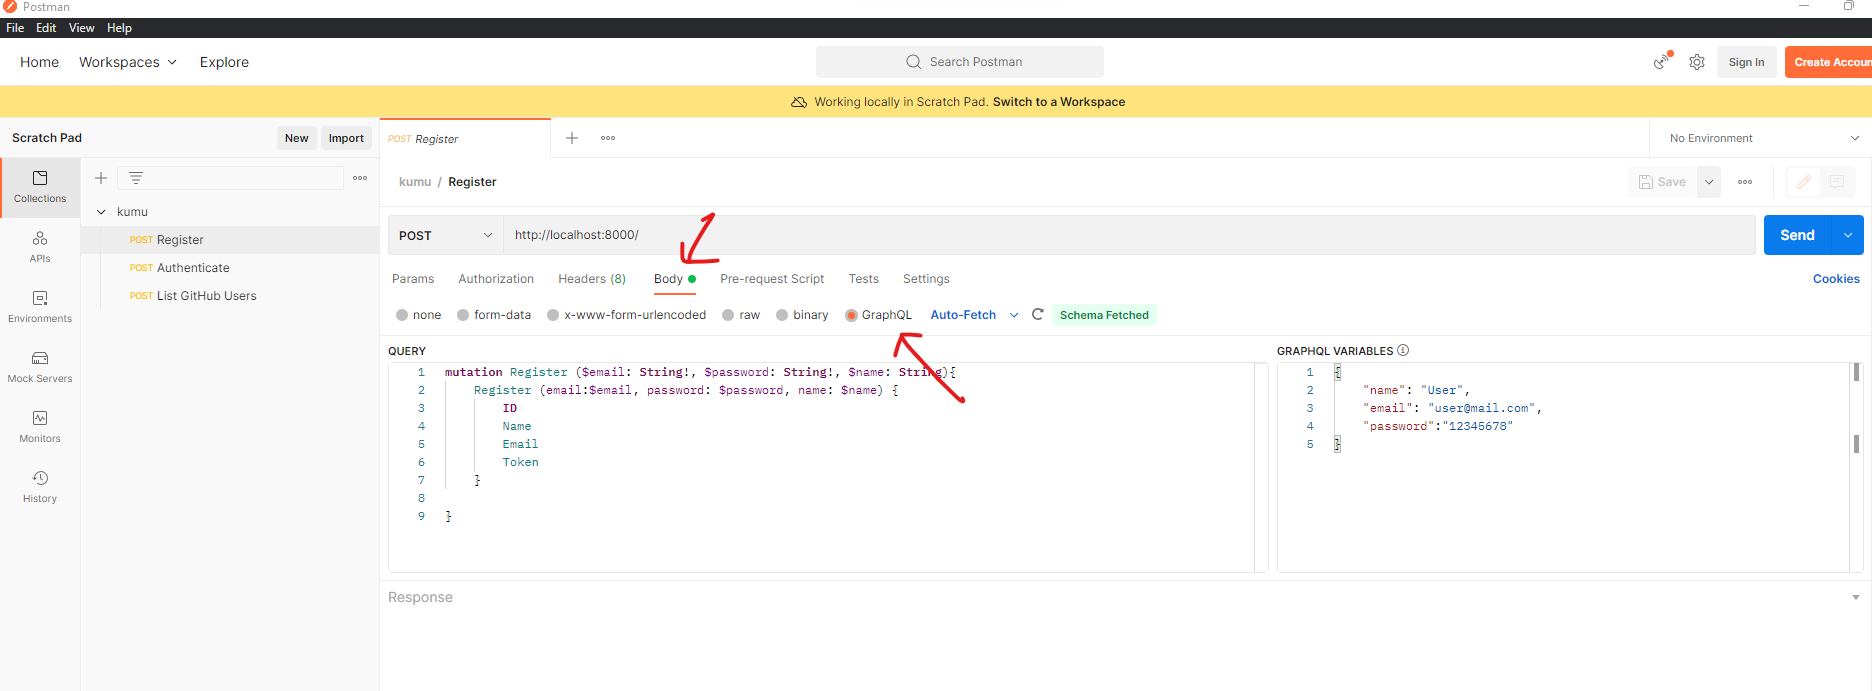 Postman
File Edit View Help
Home Workspaces Explore Search Postman Sign In Create Accoun
Working locally in Scratch Pad. Switch to a Workspace
Scratch Pad New Import POST Register No Environment
kumu / Register Save
Collections
APIs
Environments
Mock Servers
Monitors
History
kumu
POST Register
POST Authenticate
POST List GitHub Users
POST http://localhost:8000/ Send
Params Authorization Headers (8) Body Pre-request Script Tests Settings Cookies
none form-data x-www-form-urlencoded raw binary GraphQL Auto-Fetch Schema Fetched
QUERY
1 mutation Register ($email: String!, $password: String!, $name: String){
2 Register (email:$email, password: $password, name: $name) {
3 ID
4 Name
5 Email
6 Token
7 }
8
9 }
GRAPHQL VARIABLES
1 {
2 "name": "User",
3 "email": "user@mail.com",
4 "password":"12345678"
5 }
Response